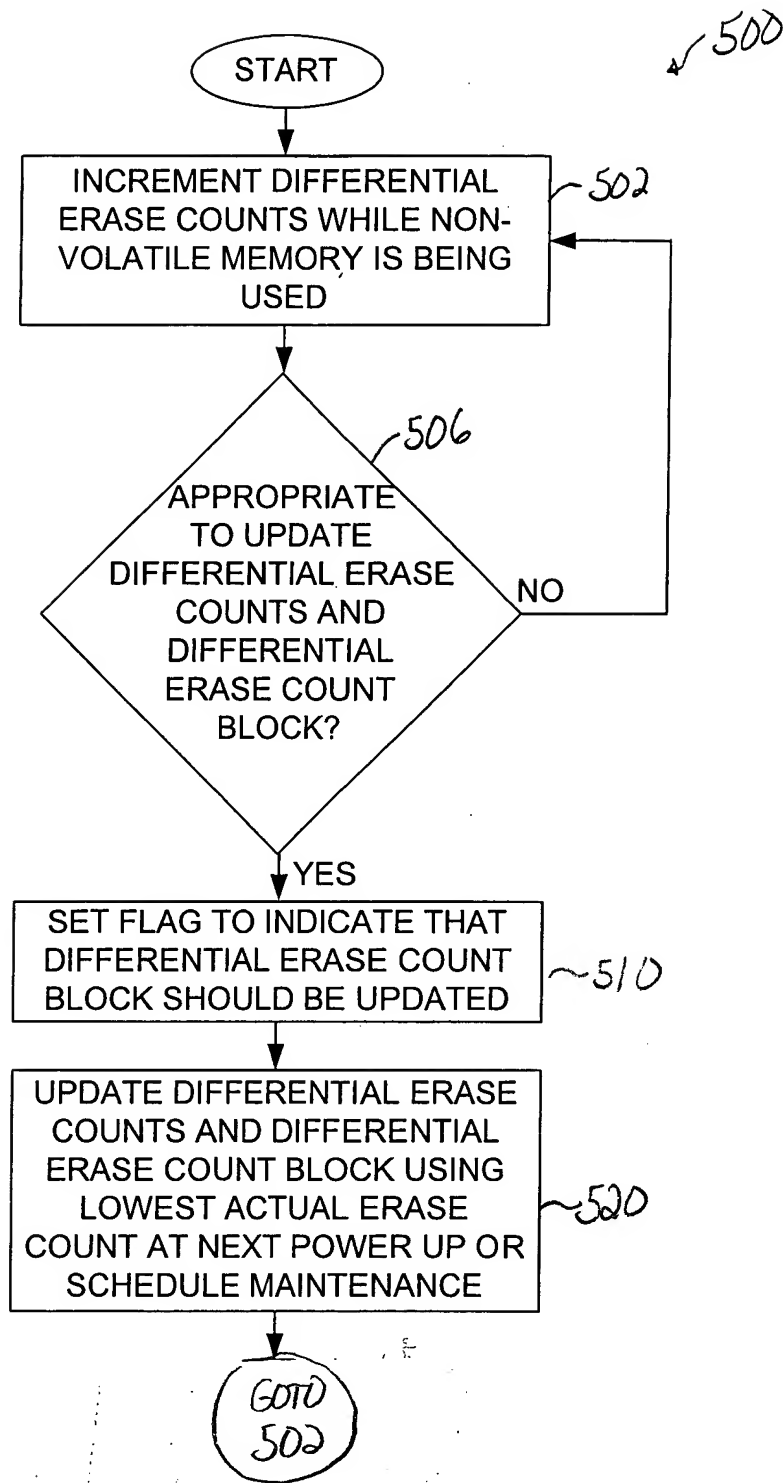 500
START
INCREMENT DIFFERENTIAL
ERASE COUNTS WHILE NON-
VOLATILE MEMORY IS BEING
USED
502
506
APPROPRIATE
TO UPDATE
DIFFERENTIAL ERASE
COUNTS AND
DIFFERENTIAL
ERASE COUNT
BLOCK?
NO
YES
SET FLAG TO INDICATE THAT
DIFFERENTIAL ERASE COUNT
BLOCK SHOULD BE UPDATED
510
UPDATE DIFFERENTIAL ERASE
COUNTS AND DIFFERENTIAL
ERASE COUNT BLOCK USING
LOWEST ACTUAL ERASE
COUNT AT NEXT POWER UP OR
SCHEDULE MAINTENANCE
520
GOTO
502